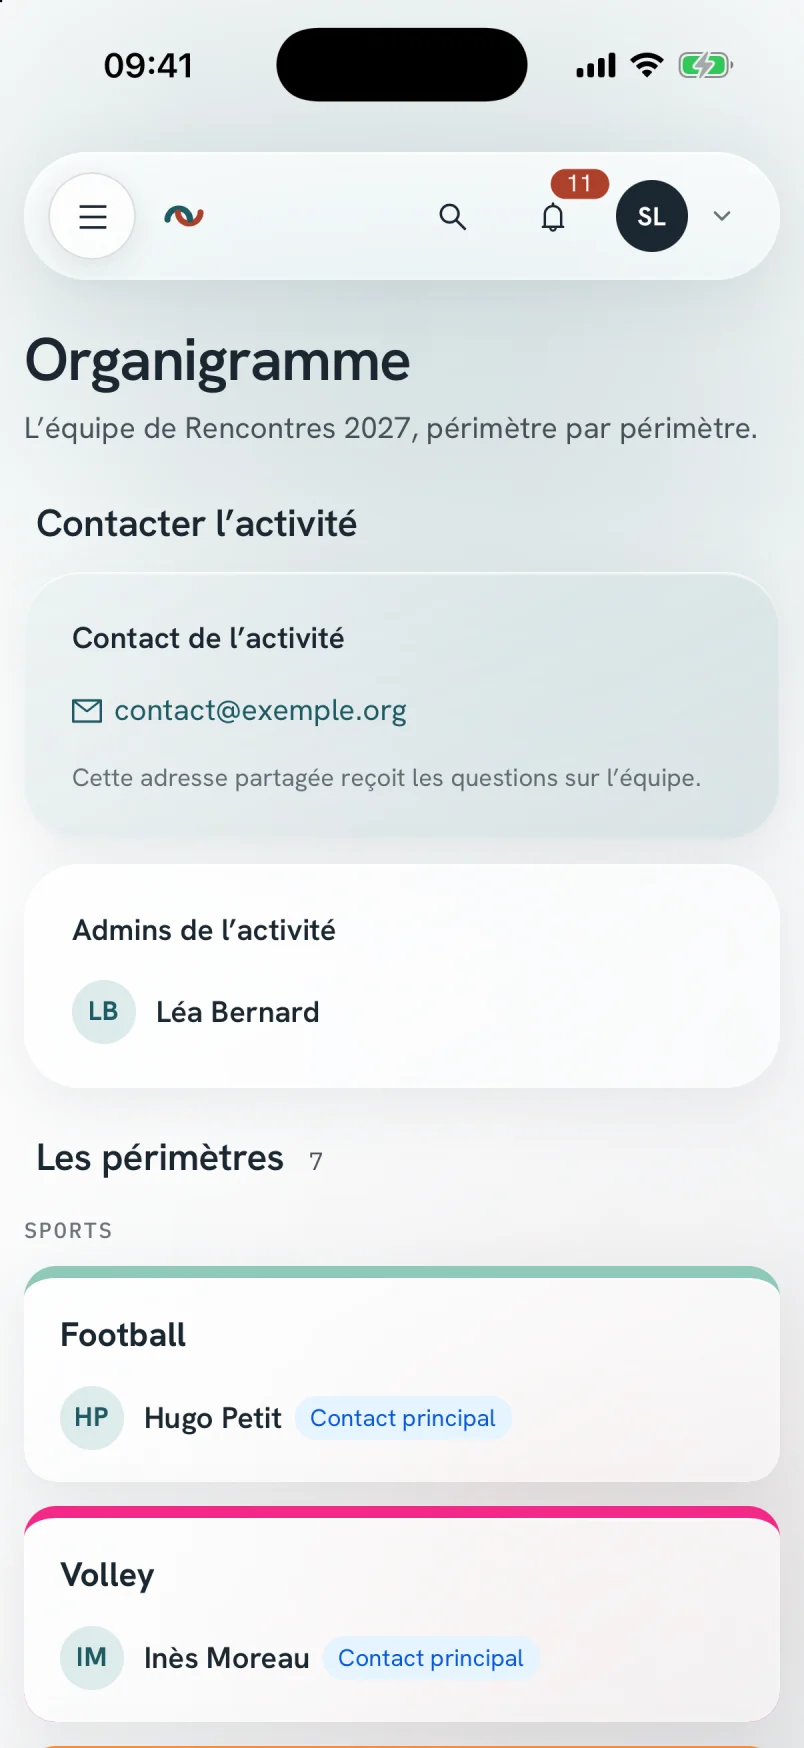 09:41
11
SL
Organigramme
L’équipe de Rencontres 2027, périmètre par périmètre.
Contacter l’activité
Contact de l’activité
contact@exemple.org
Cette adresse partagée reçoit les questions sur l’équipe.
Admins de l’activité
LB Léa Bernard
Les périmètres 7
SPORTS
Football
HP Hugo Petit Contact principal
Volley
IM Inès Moreau Contact principal